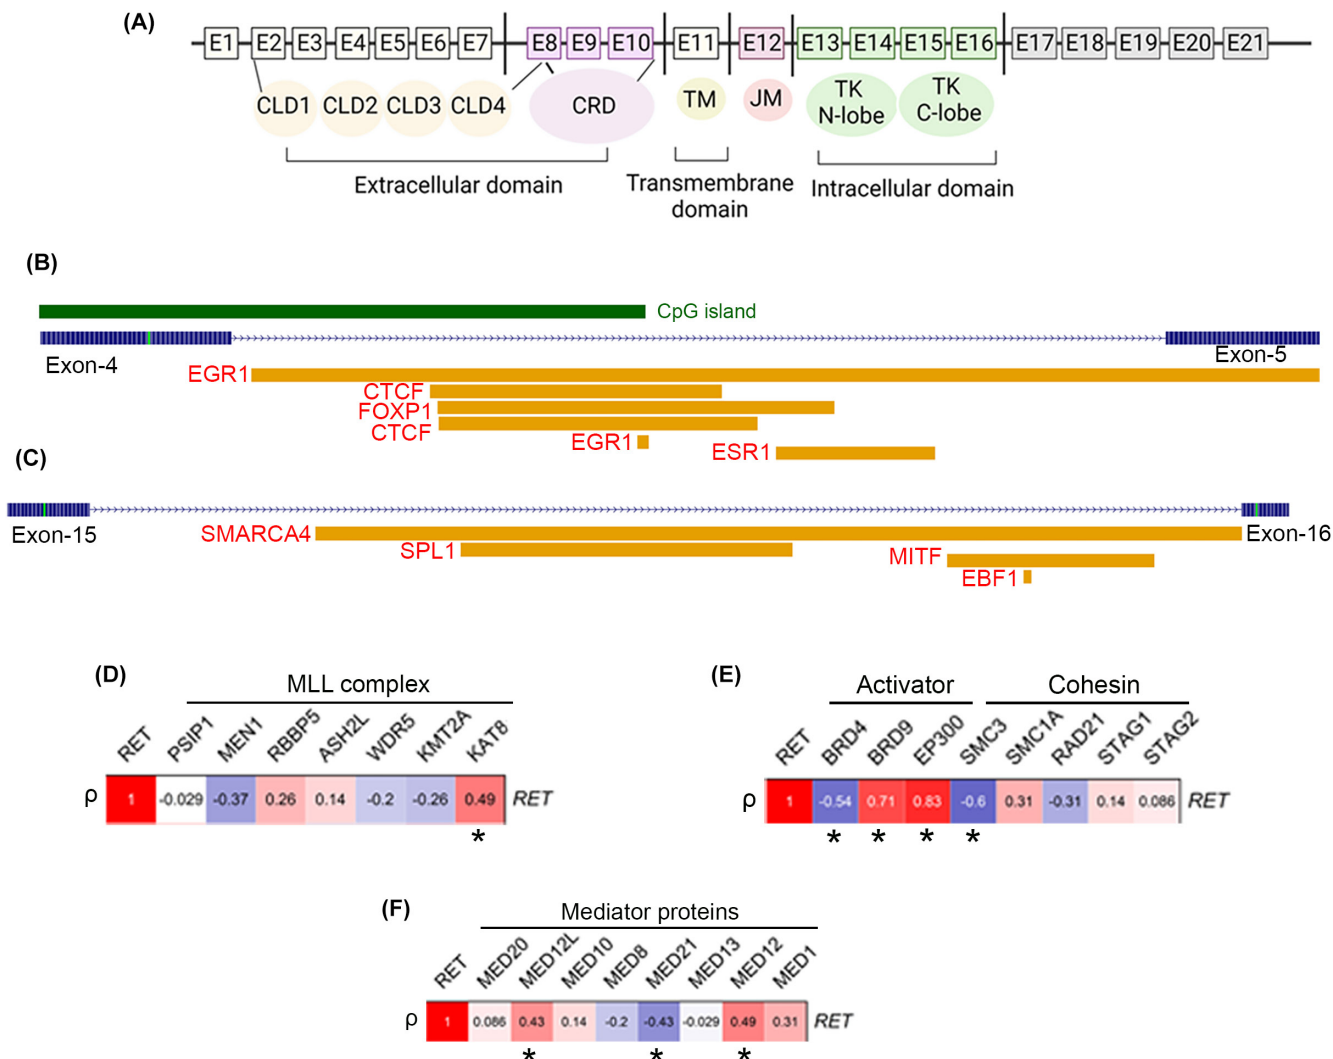 (A)
E1 E2 E3 E4 E5 E6 E7 E8 E9 E10 E11 E12 E13 E14 E15 E16 E17 E18 E19 E20 E21
CLD1 CLD2 CLD3 CLD4 CRD TM JM
TK N-lobe
TK C-lobe
Extracellular domain
Transmembrane domain
Intracellular domain
(B)
CpG island
Exon-4
Exon-5
EGR1
CTCF
FOXP1
CTCF
EGR1
ESR1
(C)
Exon-15
Exon-16
SMARCA4
SPL1
MITF
EBF1
(D)
MLL complex
RET PSIP1 MEN1 RBBP5 ASH2L WDR5 KMT2A KAT8
ρ 1 -0.029 -0.37 0.26 0.14 -0.2 -0.26 0.49 RET
*
(E)
Activator Cohesin
RET BRD4 BRD9 EP300 SMC3 SMC1A RAD21 STAG1 STAG2
ρ 1 -0.54 0.71 0.83 -0.6 0.31 -0.31 0.14 0.086 RET
* * * *
(F)
Mediator proteins
RET MED20 MED12L MED10 MED8 MED21 MED13 MED12 MED1
ρ 1 0.086 0.43 0.14 -0.2 -0.43 -0.029 0.49 0.31 RET
* * *